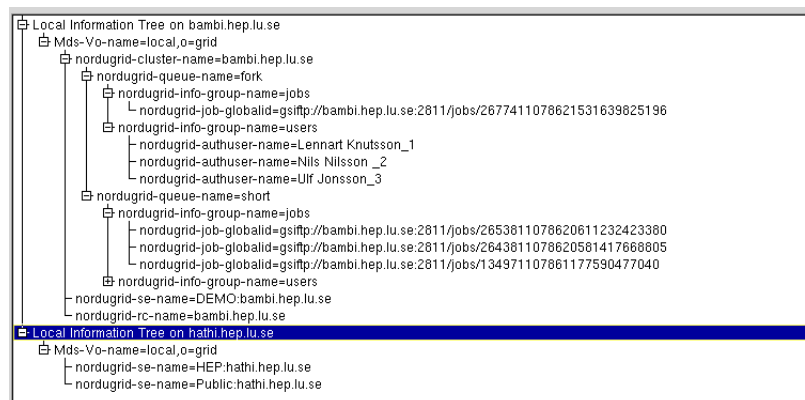 Local Information Tree on bambi.hep.lu.se
Mds-Vo-name=local,o=grid
nordugrid-cluster-name=bambi.hep.lu.se
nordugrid-queue-name=fork
nordugrid-info-group-name=jobs
nordugrid-job-globalid=gsiftp://bambi.hep.lu.se:2811/jobs/2677411078621531639825196
nordugrid-info-group-name=users
nordugrid-authuser-name=Lennart Knutsson_1
nordugrid-authuser-name=Nils Nilsson _2
nordugrid-authuser-name=Ulf Jonsson_3
nordugrid-queue-name=short
nordugrid-info-group-name=jobs
nordugrid-job-globalid=gsiftp://bambi.hep.lu.se:2811/jobs/2653811078620611232423380
nordugrid-job-globalid=gsiftp://bambi.hep.lu.se:2811/jobs/2643811078620581417668805
nordugrid-job-globalid=gsiftp://bambi.hep.lu.se:2811/jobs/134971107861177590477040
nordugrid-info-group-name=users
nordugrid-se-name=DEMO:bambi.hep.lu.se
nordugrid-rc-name=bambi.hep.lu.se
Local Information Tree on hathi.hep.lu.se
Mds-Vo-name=local,o=grid
nordugrid-se-name=HEP:hathi.hep.lu.se
nordugrid-se-name=Public:hathi.hep.lu.se